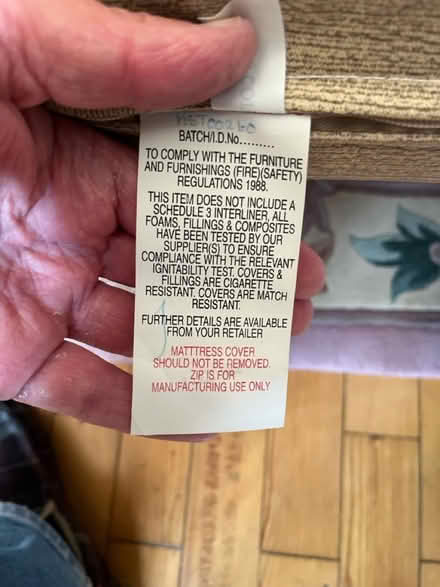 BATCH/I.D.No.........
TO COMPLY WITH THE FURNITURE
AND FURNISHINGS (FIRE)(SAFETY)
REGULATIONS 1988.
THIS ITEM DOES NOT INCLUDE A
SCHEDULE 3 INTERLINER, ALL
FOAMS, FILLINGS & COMPOSITES
HAVE BEEN TESTED BY OUR
SUPPLIER(S) TO ENSURE
COMPLIANCE WITH THE RELEVANT
IGNITABILITY TEST. COVERS &
FILLINGS ARE CIGARETTE
RESISTANT. COVERS ARE MATCH
RESISTANT.
FURTHER DETAILS ARE AVAILABLE
FROM YOUR RETAILER
MATTTRESS COVER
SHOULD NOT BE REMOVED.
ZIP IS FOR
MANUFACTURING USE ONLY